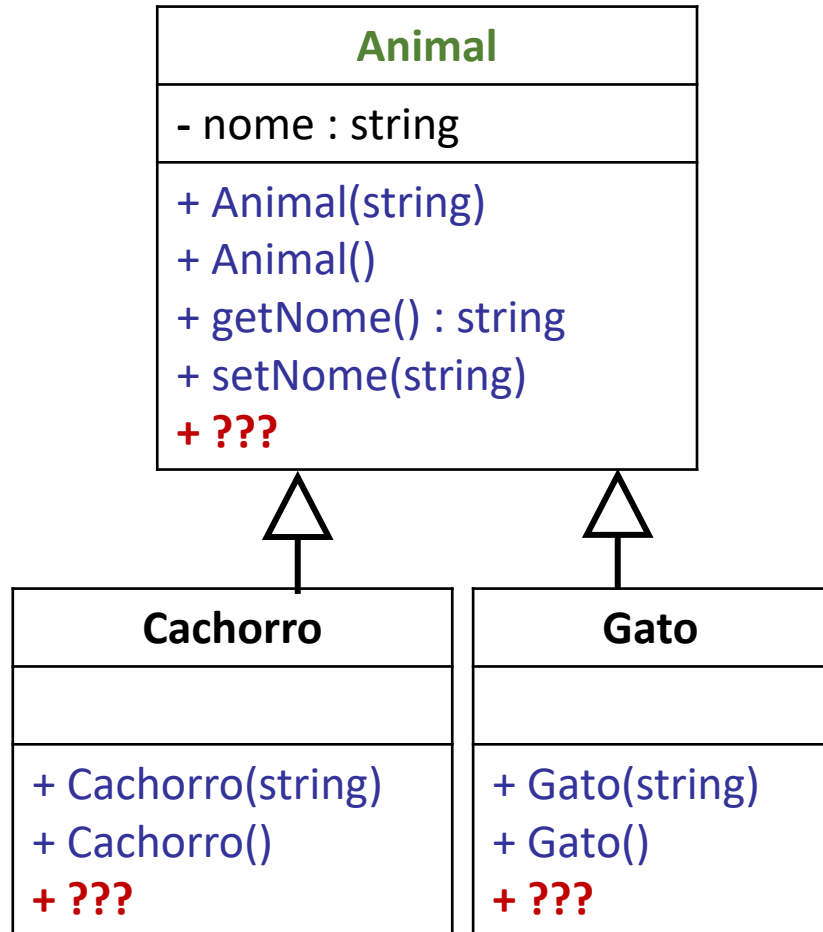 Animal
- nome : string
+ Animal(string)
+ Animal()
+ getNome() : string
+ setNome(string)
+ ???
Cachorro
+ Cachorro(string)
+ Cachorro()
+ ???
Gato
+ Gato(string)
+ Gato()
+ ???